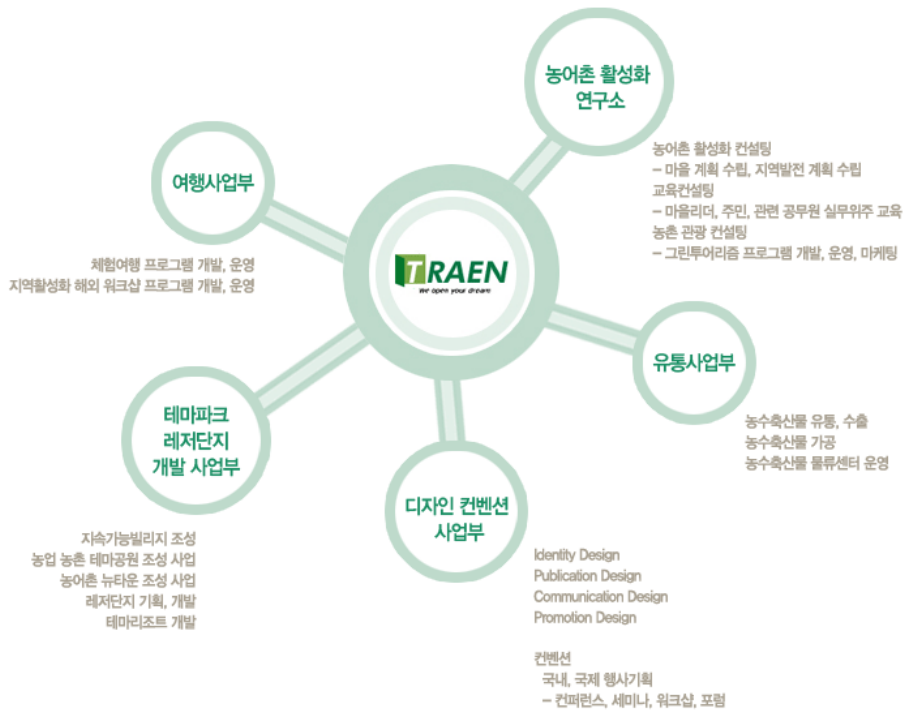 농어촌 활성화
연구소
농어촌 활성화 컨설팅
– 마을 계획 수립, 지역발전 계획 수립
교육컨설팅
– 마을리더, 주민, 관련 공무원 실무위주 교육
농촌 관광 컨설팅
– 그린투어리즘 프로그램 개발, 운영, 마케팅
여행사업부
체험여행 프로그램 개발, 운영
지역활성화 해외 워크샵 프로그램 개발, 운영
TRAEN
We open your dream
유통사업부
농수축산물 유통, 수출
농수축산물 가공
농수축산물 물류센터 운영
테마파크
레저단지
개발 사업부
지속가능빌리지 조성
농업 농촌 테마공원 조성 사업
농어촌 뉴타운 조성 사업
레저단지 기획, 개발
테마리조트 개발
디자인 컨벤션
사업부
Identity Design
Publication Design
Communication Design
Promotion Design
컨벤션
국내, 국제 행사기획
– 컨퍼런스, 세미나, 워크샵, 포럼